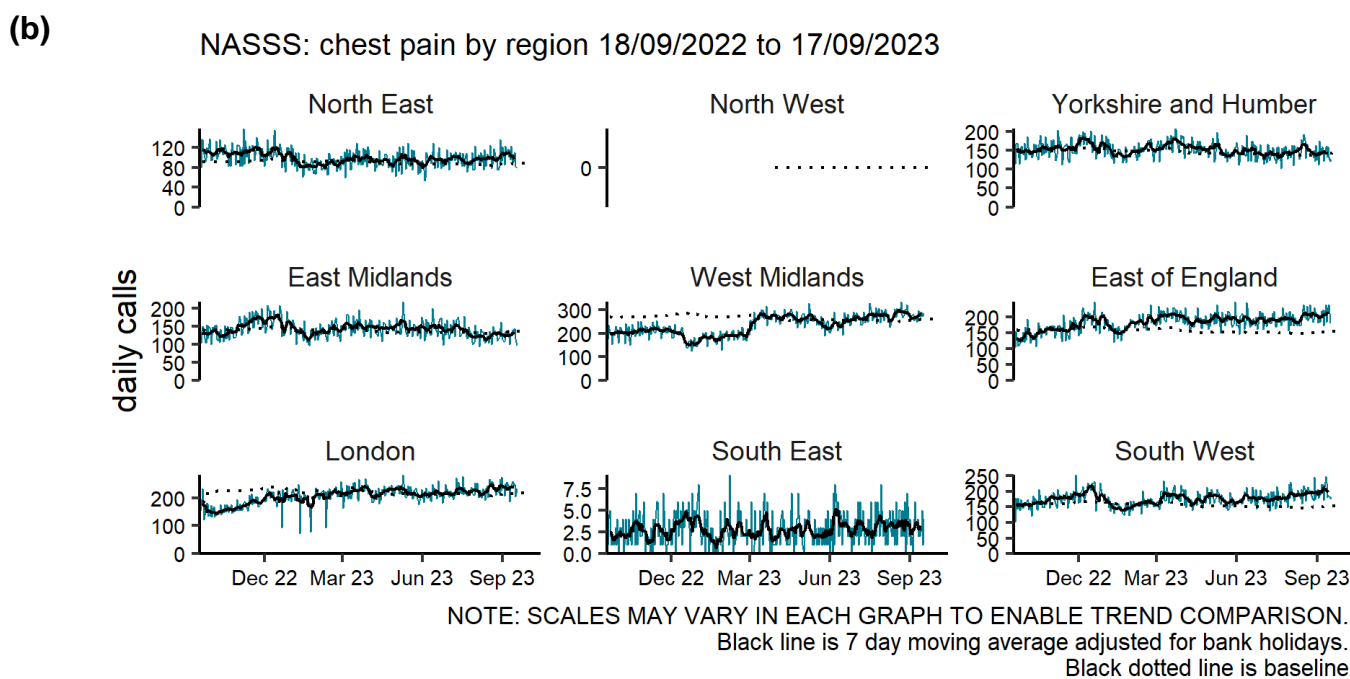 (b)
NASSS: chest pain by region 18/09/2022 to 17/09/2023
daily calls
North East
120
80
40
0
North West
0
Yorkshire and Humber
200
150
100
50
0
East Midlands
200
150
100
50
0
West Midlands
300
200
100
0
East of England
200
150
100
50
0
London
200
100
0
Dec 22 Mar 23 Jun 23 Sep 23
South East
7.5
5.0
2.5
0.0
Dec 22 Mar 23 Jun 23 Sep 23
South West
250
200
150
100
50
0
Dec 22 Mar 23 Jun 23 Sep 23
NOTE: SCALES MAY VARY IN EACH GRAPH TO ENABLE TREND COMPARISON.
Black line is 7 day moving average adjusted for bank holidays.
Black dotted line is baseline